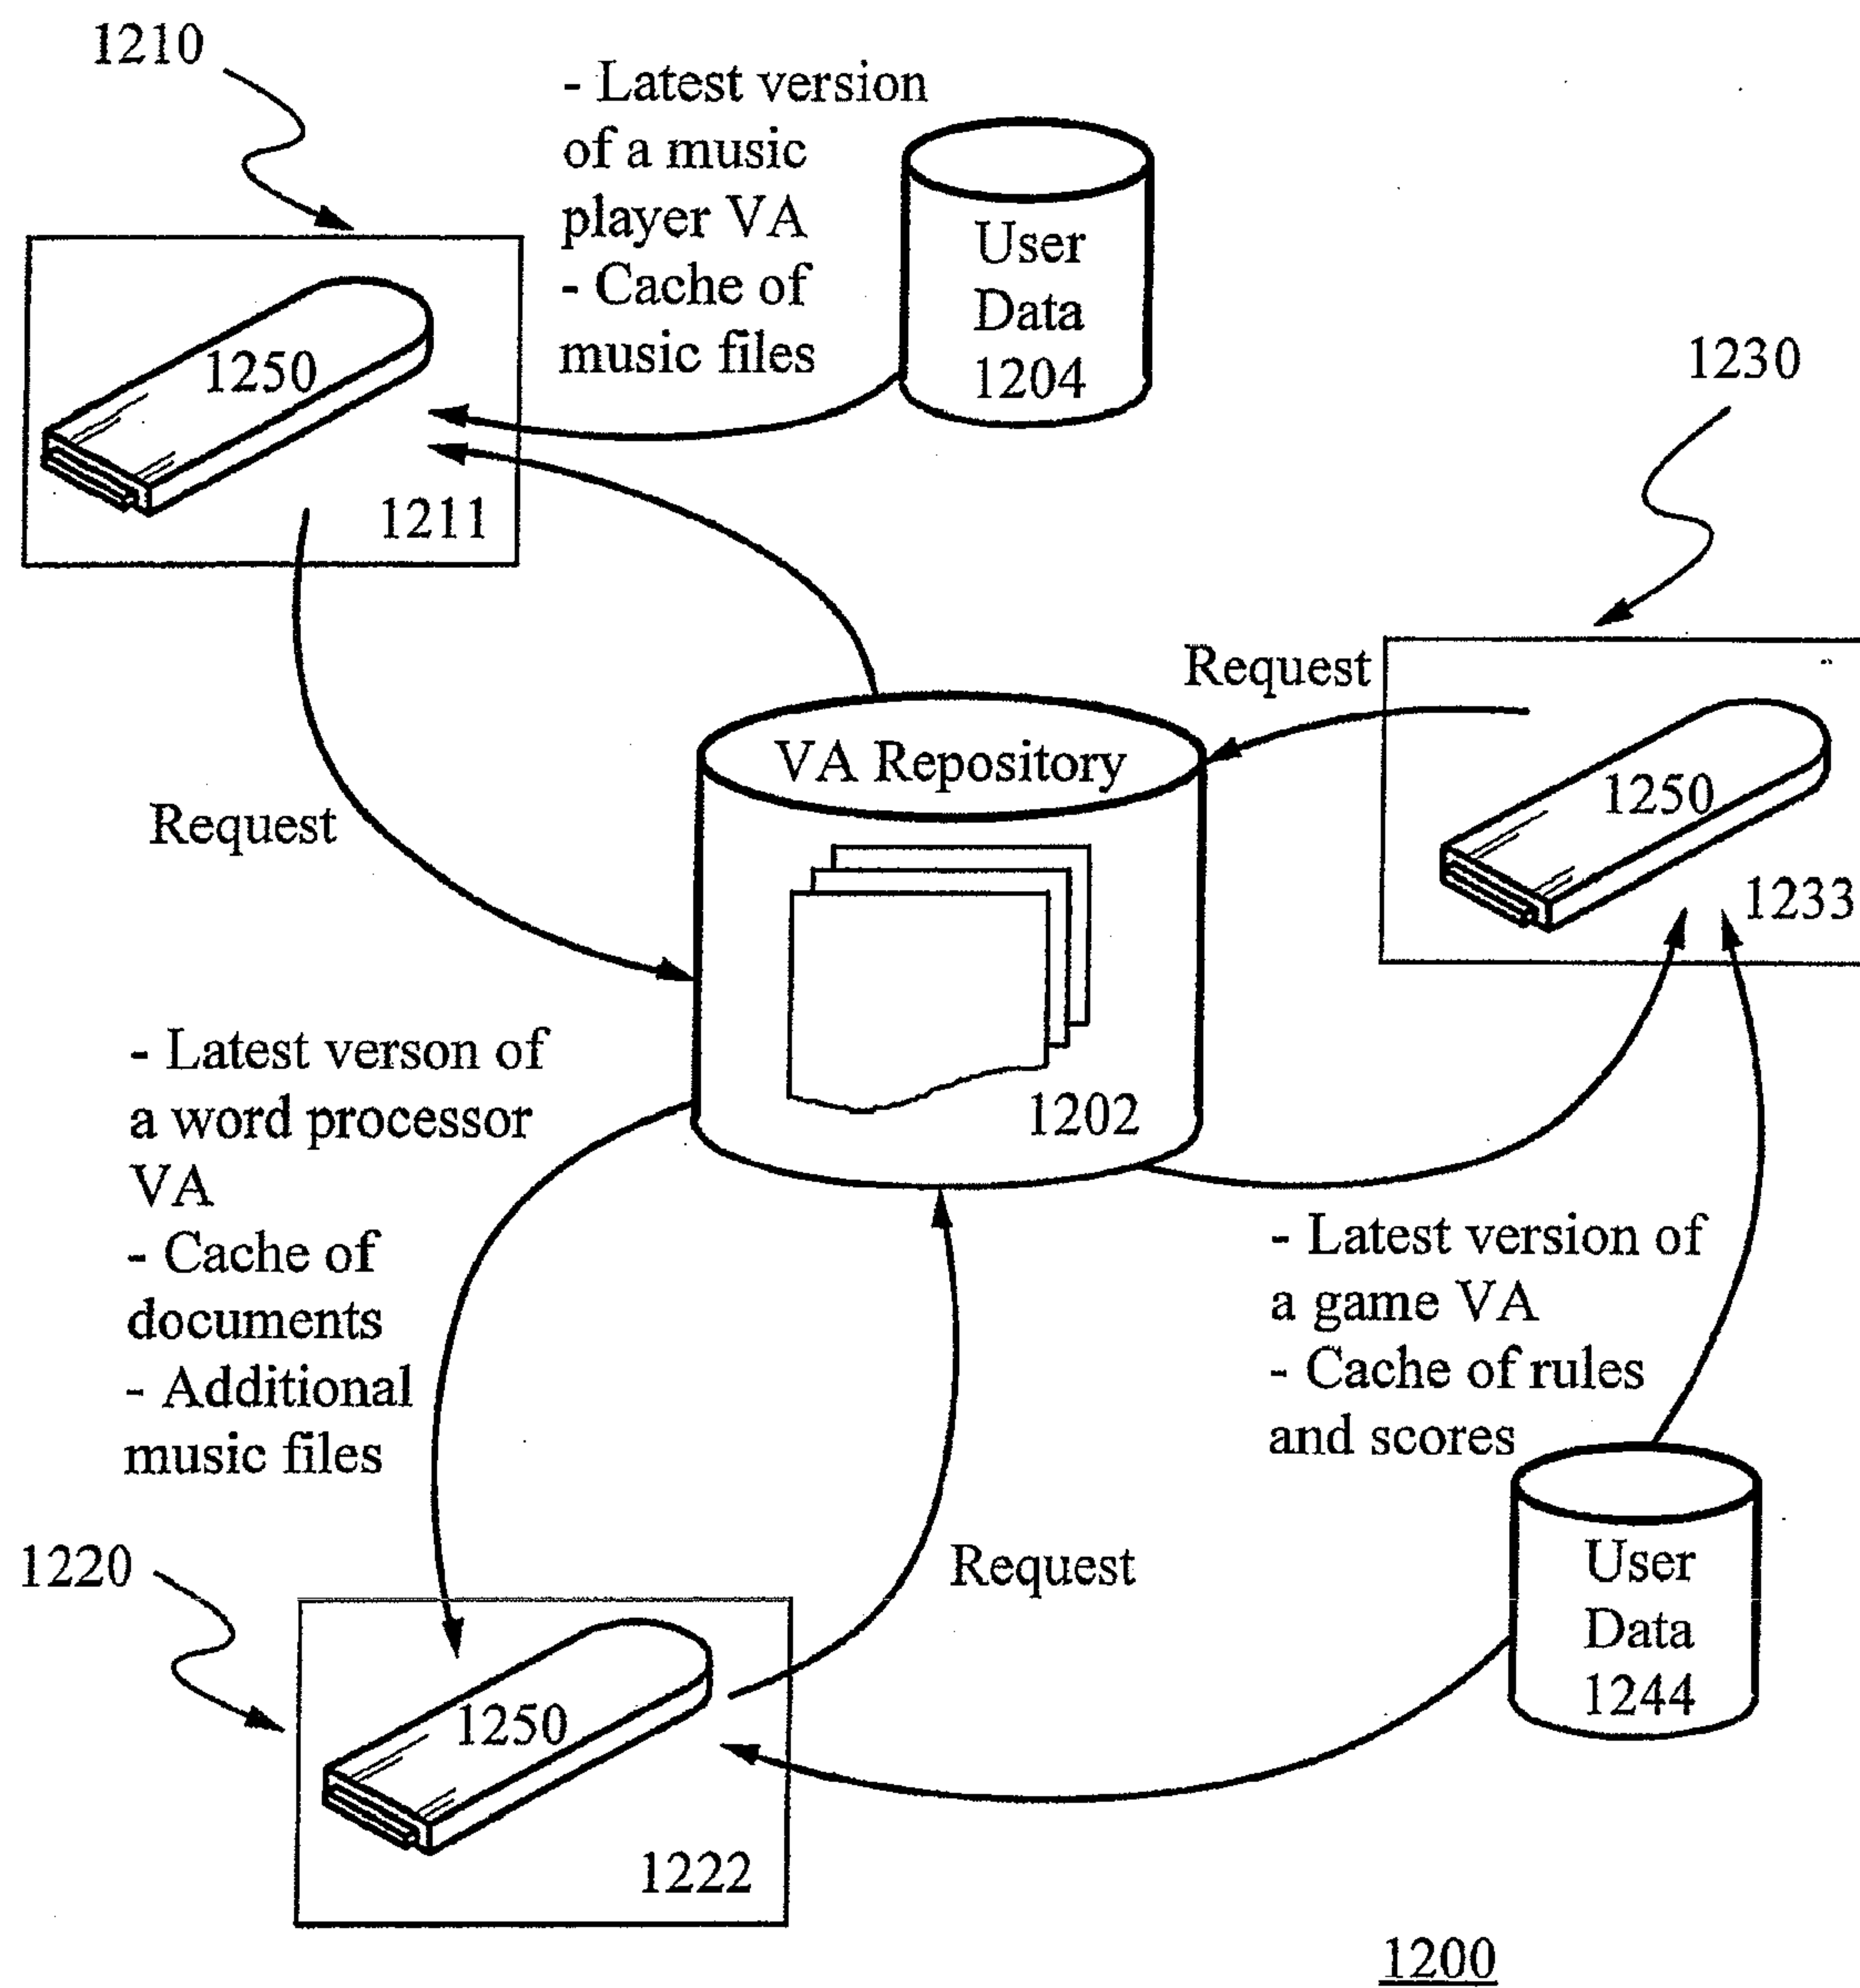 1210
- Latest version
of a music
player VA
- Cache of
music files
User
Data
1204
1250
1211
1230
Request
1250
1233
VA Repository
1202
Request
- Latest verson of
a word processor
VA
- Cache of
documents
- Additional
music files
- Latest version of
a game VA
- Cache of rules
and scores
1220
Request
User
Data
1244
1250
1222
1200